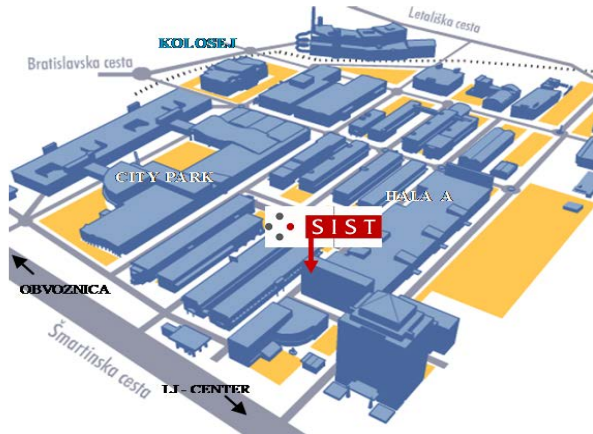 Letališka cesta
KOLOSEJ
Bratislavska cesta
CITY PARK
HALA A
SIST
OBVOZNICA
Šmartinska cesta
LJ - CENTER